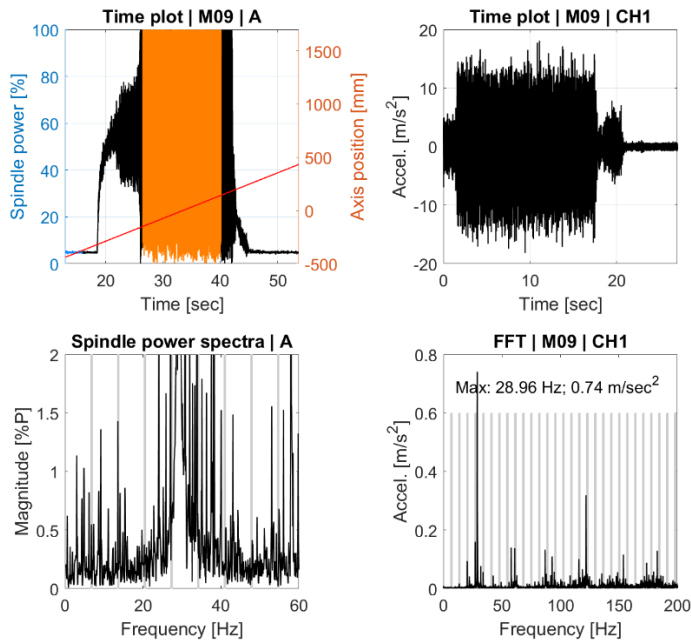 Time plot | M09 | A
Spindle power [%]
100
80
60
40
20
0
1500
1000
500
0
-500
Axis position [mm]
20 30 40 50
Time [sec]
Time plot | M09 | CH1
Accel. [m/s²]
20
10
0
-10
-20
0 10 20
Time [sec]
Spindle power spectra | A
Magnitude [%P]
2
1.5
1
0.5
0
0 20 40 60
Frequency [Hz]
FFT | M09 | CH1
Max: 28.96 Hz; 0.74 m/sec²
Accel. [m/s²]
0.8
0.6
0.4
0.2
0
0 50 100 150 200
Frequency [Hz]